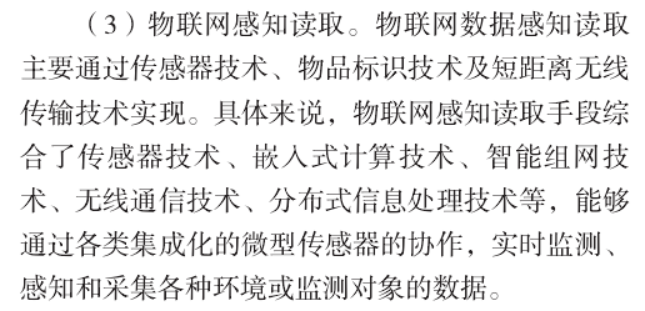 （3）物联网感知读取。物联网数据感知读取
主要通过传感器技术、物品标识技术及短距离无线
传输技术实现。具体来说，物联网感知读取手段综
合了传感器技术、嵌入式计算技术、智能组网技
术、无线通信技术、分布式信息处理技术等，能够
通过各类集成化的微型传感器的协作，实时监测、
感知和采集各种环境或监测对象的数据。